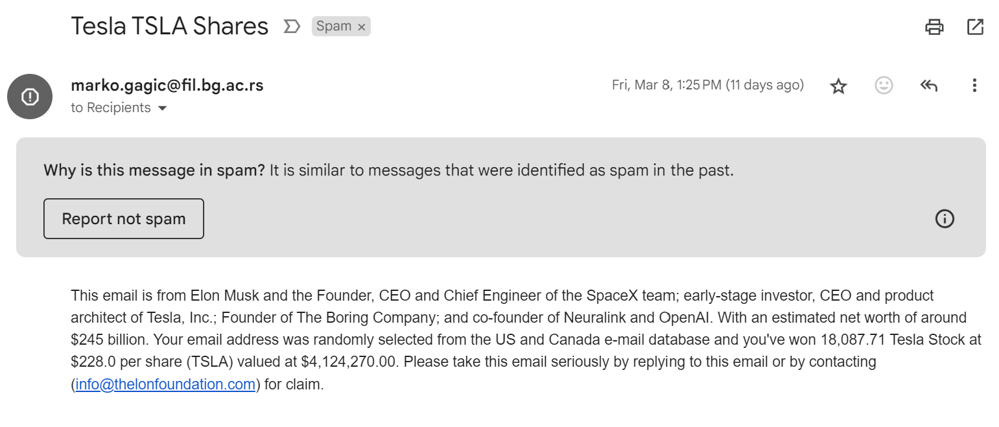 Tesla TSLA Shares Spam ×
marko.gagic@fil.bg.ac.rs Fri, Mar 8, 1:25 PM (11 days ago)
to Recipients
Why is this message in spam? It is similar to messages that were identified as spam in the past.
Report not spam
This email is from Elon Musk and the Founder, CEO and Chief Engineer of the SpaceX team; early-stage investor, CEO and product
architect of Tesla, Inc.; Founder of The Boring Company; and co-founder of Neuralink and OpenAI. With an estimated net worth of around
$245 billion. Your email address was randomly selected from the US and Canada e-mail database and you've won 18,087.71 Tesla Stock at
$228.0 per share (TSLA) valued at $4,124,270.00. Please take this email seriously by replying to this email or by contacting
(info@thelonfoundation.com) for claim.